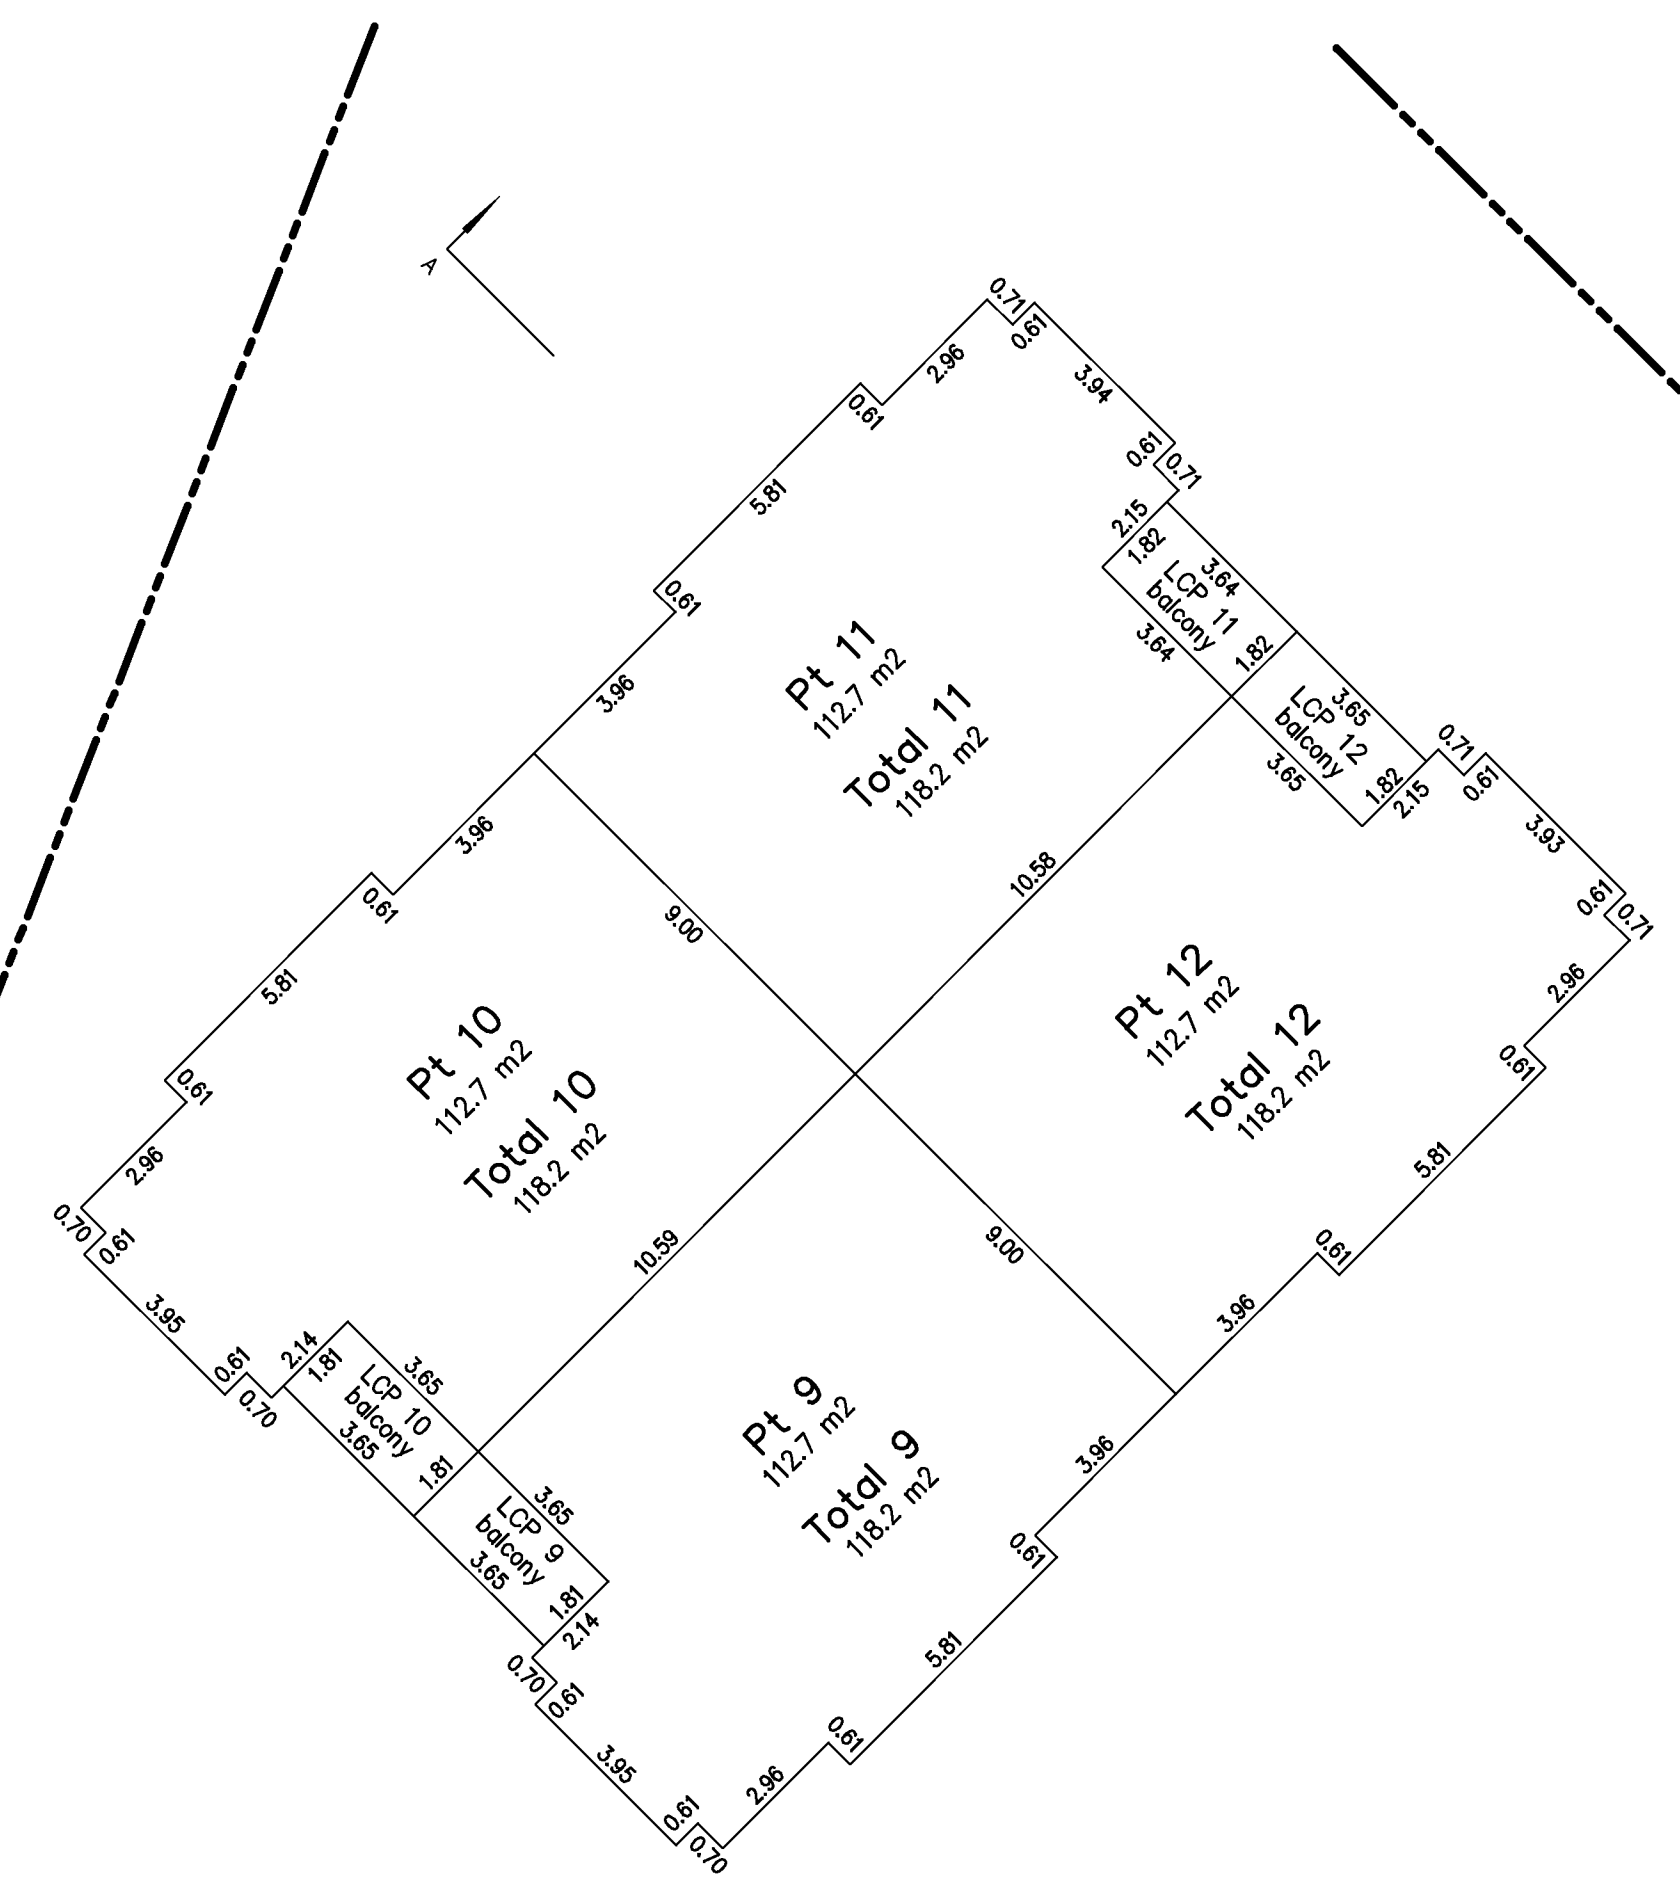 A
0.71
0.61
2.96
3.94
0.61
0.61
0.71
5.81
2.15
1.82
3.64
LCP 11
balcony
0.61
3.64
1.82
Pt 11
112.7 m2
Total 11
118.2 m2
3.96
3.65
LCP 12
balcony
0.71
0.61
3.65
1.82
2.15
3.93
3.96
10.58
0.61
0.71
0.61
9.00
2.96
Pt 12
112.7 m2
Total 12
118.2 m2
5.81
0.61
0.61
Pt 10
112.7 m2
Total 10
118.2 m2
5.81
2.96
0.70
0.61
10.59
9.00
0.61
3.96
3.95
2.14
1.81
3.65
LCP 10
balcony
0.61
0.70
3.65
1.81
Pt 9
112.7 m2
Total 9
118.2 m2
3.96
3.65
LCP 9
balcony
3.65
1.81
2.14
0.61
0.70
0.61
5.81
3.95
0.61
2.96
0.61
0.70